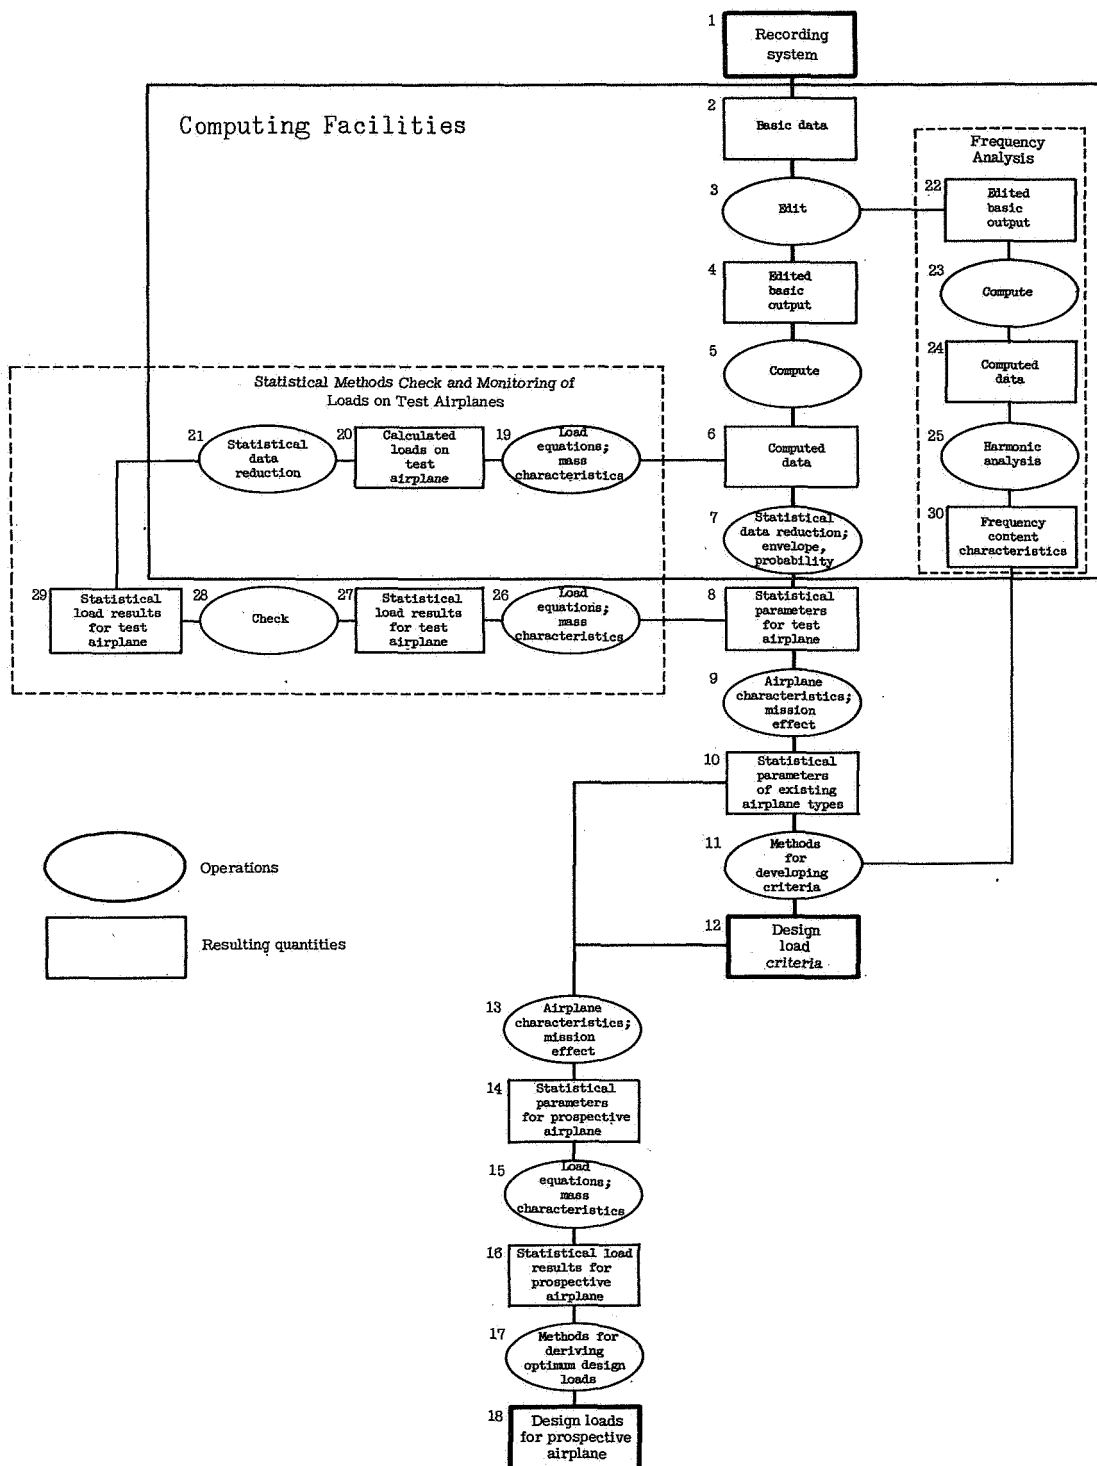 1
Recording
system
Computing Facilities
2
Basic data
Frequency
Analysis
3
Edit
22
Edited
basic
output
4
Edited
basic
output
23
Compute
5
Compute
24
Computed
data
Statistical Methods Check and Monitoring of
Loads on Test Airplanes
21
Statistical
data
reduction
20
Calculated
loads on
test
airplane
19
Load
equations;
mass
characteristics
6
Computed
data
25
Harmonic
analysis
7
Statistical
data reduction;
envelope,
probability
30
Frequency
content
characteristics
29
Statistical
load results
for test
airplane
28
Check
27
Statistical
load results
for test
airplane
26
Load
equations;
mass
characteristics
8
Statistical
parameters
for test
airplane
9
Airplane
characteristics;
mission
effect
10
Statistical
parameters
of existing
airplane types
11
Methods
for
developing
criteria
Operations
12
Design
load
criteria
Resulting quantities
13
Airplane
characteristics;
mission
effect
14
Statistical
parameters
for prospective
airplane
15
Load
equations;
mass
characteristics
16
Statistical load
results for
prospective
airplane
17
Methods for
deriving
optimum design
loads
18
Design loads
for prospective
airplane